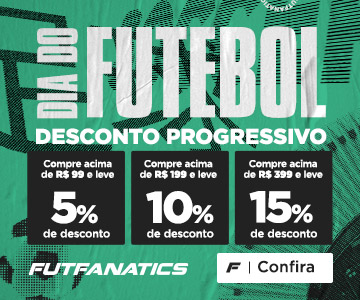 DIA DO
FUTEBOL
DESCONTO PROGRESSIVO
Compre acima
de R$ 99 e leve
5%
de desconto
Compre acima
de R$ 199 e leve
10%
de desconto
Compre acima
de R$ 399 e leve
15%
de desconto
FUTFANATICS
F | Confira